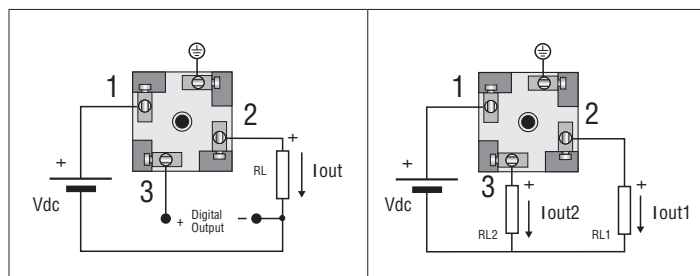 1
2
+
+
RL
Iout
3
Vdc
+ Digital Output −
1
2
+
+
+
3
Vdc
Iout2
Iout1
RL2
RL1